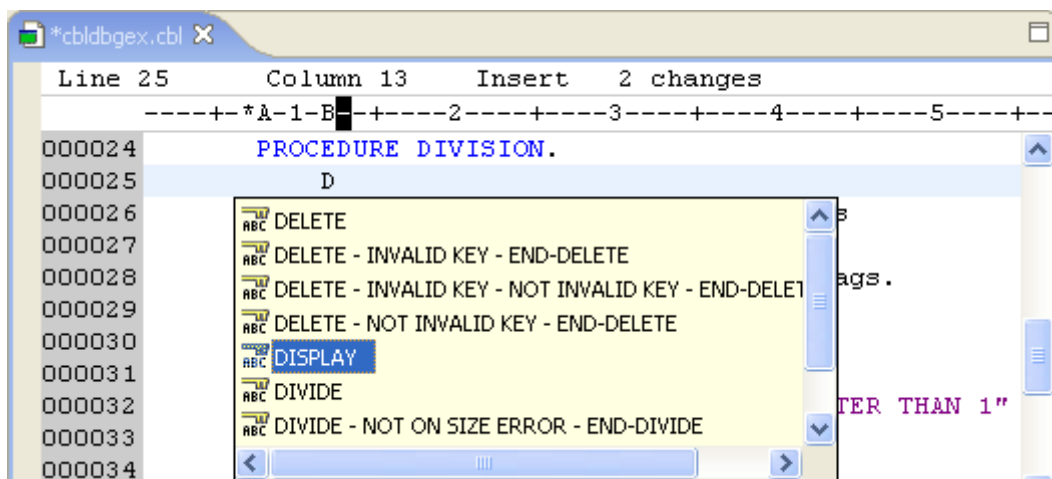 *cbldbgex.cbl
Line 25 Column 13 Insert 2 changes
----+-*A-1-B--+----2----+----3----+----4----+----5----+--
000024 PROCEDURE DIVISION.
000025 D
000026
DELETE
000027
DELETE - INVALID KEY - END-DELETE
000028 ags.
DELETE - INVALID KEY - NOT INVALID KEY - END-DELET
000029
DELETE - NOT INVALID KEY - END-DELETE
000030
DISPLAY
000031
DIVIDE
000032 TER THAN 1"
DIVIDE - NOT ON SIZE ERROR - END-DIVIDE
000033
000034